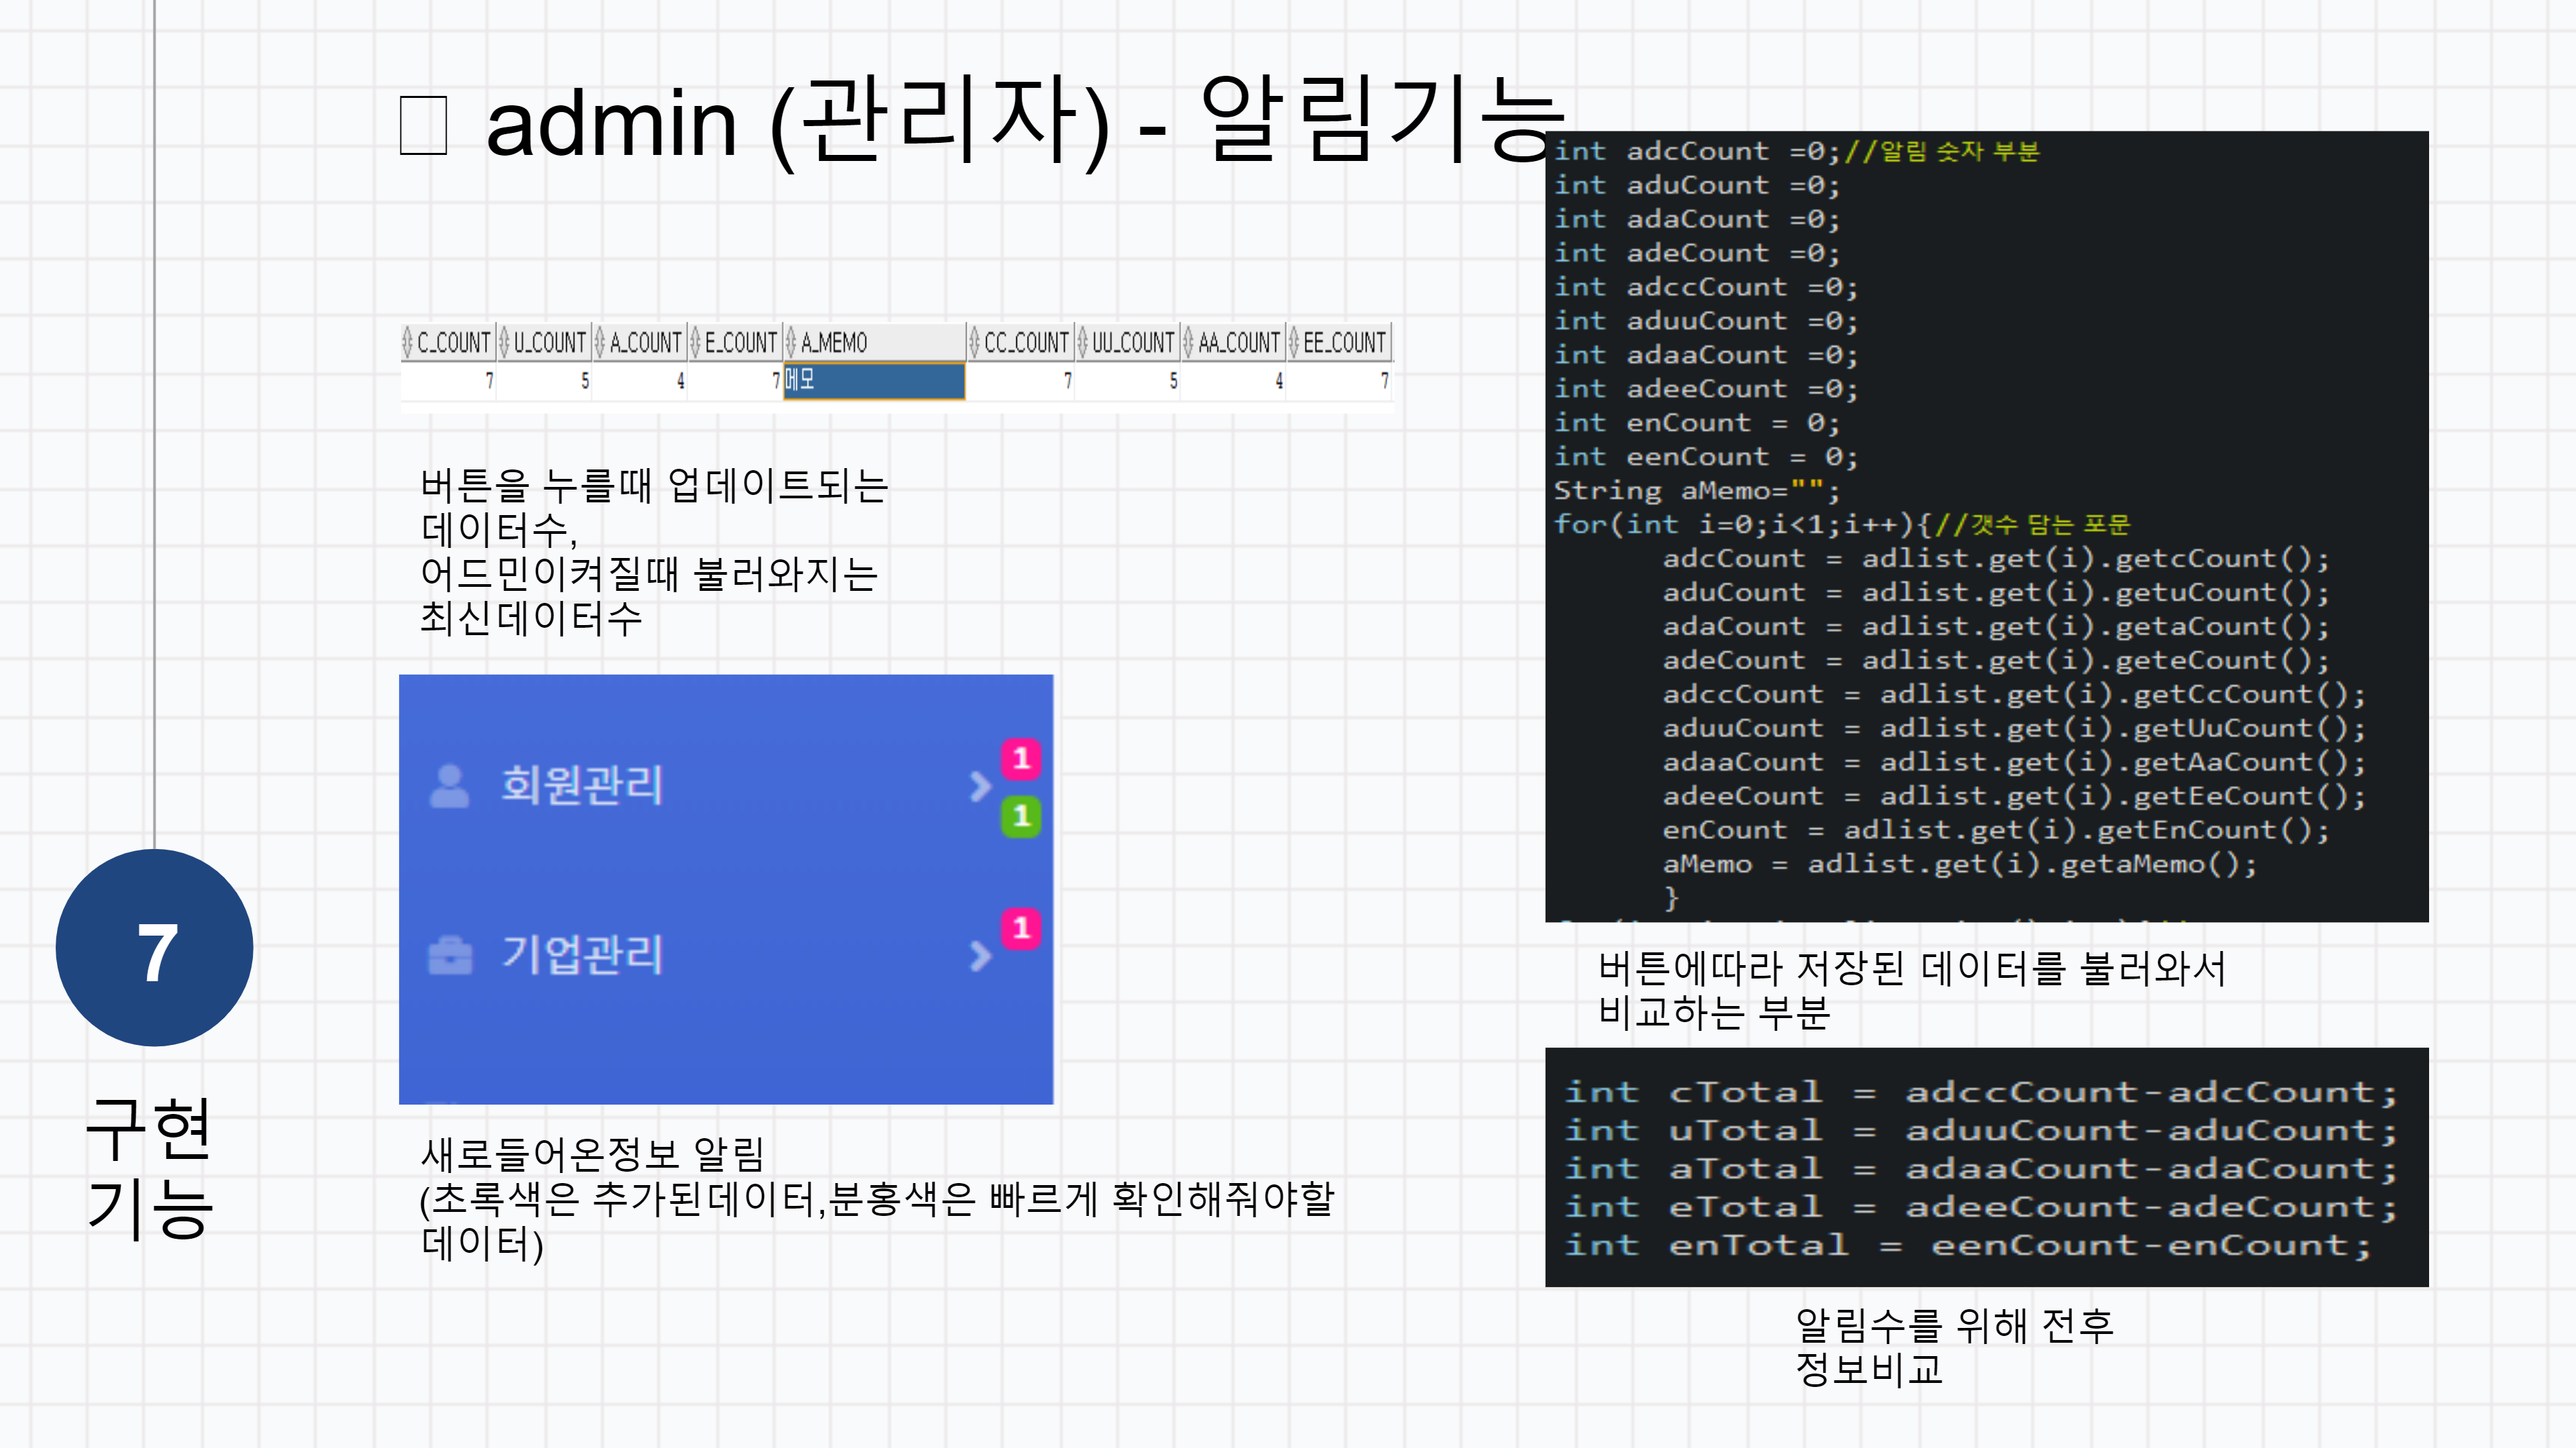 admin (관리자) - 알림기능
C_COUNT U_COUNT A_COUNT E_COUNT A_MEMO CC_COUNT UU_COUNT AA_COUNT EE_COUNT
7 5 4 7 메모 7 5 4 7
버튼을 누를때 업데이트되는
데이터수,
어드민이켜질때 불러와지는
최신데이터수
회원관리 1
1
기업관리 1
새로들어온정보 알림
(초록색은 추가된데이터,분홍색은 빠르게 확인해줘야할
데이터)
7
구현
기능
int adcCount =0;//알림 숫자 부분
int aduCount =0;
int adaCount =0;
int adeCount =0;
int adccCount =0;
int aduuCount =0;
int adaaCount =0;
int adeeCount =0;
int enCount = 0;
int eenCount = 0;
String aMemo="";
for(int i=0;i<1;i++){//갯수 담는 포문
adcCount = adlist.get(i).getcCount();
aduCount = adlist.get(i).getuCount();
adaCount = adlist.get(i).getaCount();
adeCount = adlist.get(i).geteCount();
adccCount = adlist.get(i).getCcCount();
aduuCount = adlist.get(i).getUuCount();
adaaCount = adlist.get(i).getAaCount();
adeeCount = adlist.get(i).getEeCount();
enCount = adlist.get(i).getEnCount();
aMemo = adlist.get(i).getaMemo();
}
버튼에따라 저장된 데이터를 불러와서
비교하는 부분
int cTotal = adccCount-adcCount;
int uTotal = aduuCount-aduCount;
int aTotal = adaaCount-adaCount;
int eTotal = adeeCount-adeCount;
int enTotal = eenCount-enCount;
알림수를 위해 전후
정보비교